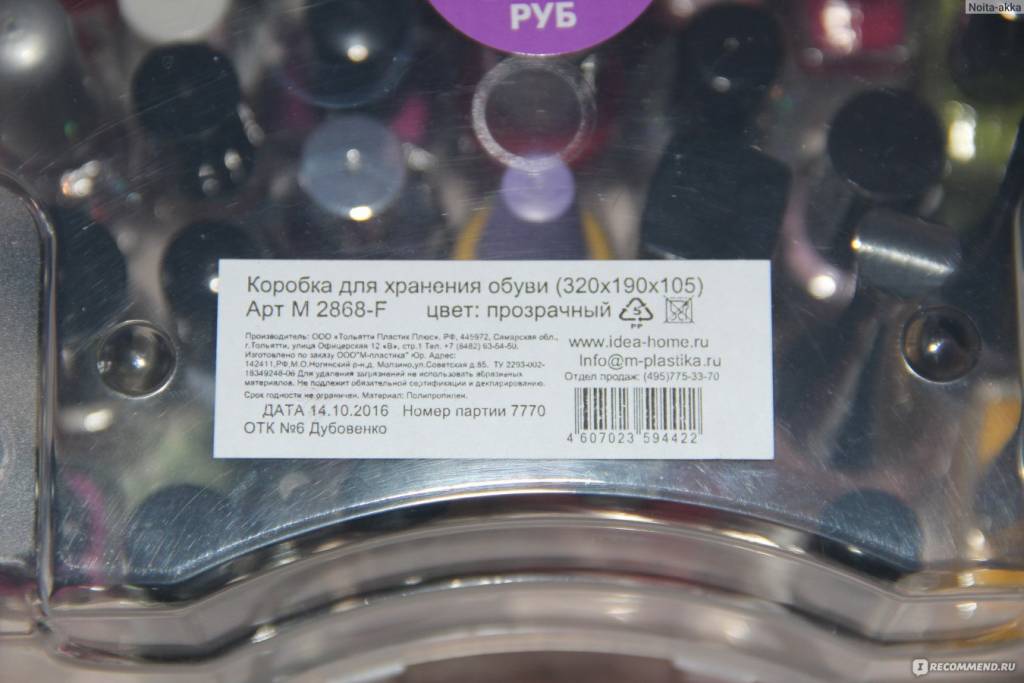 Noita-akka
РУБ
Коробка для хранения обуви (320х190х105)
Арт М 2868-F цвет: прозрачный
5
PP
Производитель: ООО «Тольятти Пластик Плюс», РФ, 445972, Самарская обл.,
г.Тольятти, улица Офицерская 12 «В», стр.1 Тел. +7 (8482) 63-54-50.
Изготовлено по заказу ООО"М-пластика" Юр. Адрес:
142411,РФ,М.О.Ногинский р-н,д. Молзино,ул.Советская д.85. ТУ 2293-002-
18349248-06 Для удаления загрязнений не использовать абразивных
материалов. Не подлежит обязательной сертификации и декларированию.
Срок годности не ограничен. Материал: Полипропилен.
www.idea-home.ru
Info@m-plastika.ru
Отдел продаж: (495)775-33-70
ДАТА 14.10.2016 Номер партии 7770
ОТК №6 Дубовенко
4 607023 594422
I RECOMMEND.RU